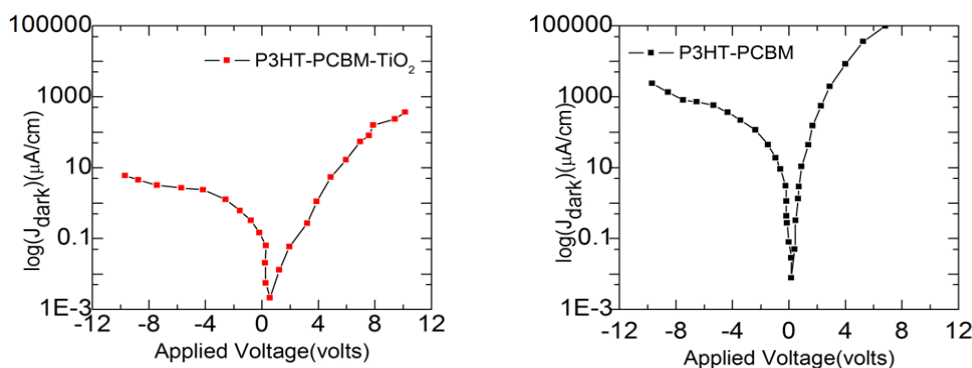 100000
1000
10
0.1
1E-3
log(J_dark)(μA/cm)
P3HT-PCBM-TiO₂
-12 -8 -4 0 4 8 12
Applied Voltage(volts)
100000
1000
10
0.1
1E-3
log(J_dark)(μA/cm)
P3HT-PCBM
-12 -8 -4 0 4 8 12
Applied Voltage(volts)